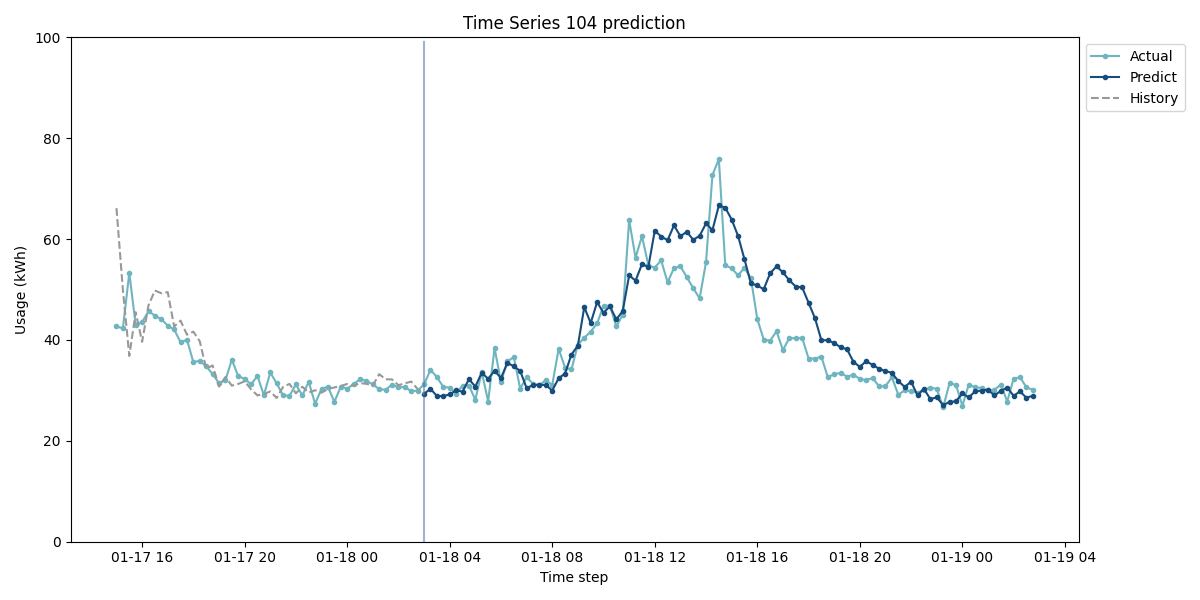 Time Series 104 prediction
Usage (kWh)
100
80
60
40
20
0
01-17 16
01-17 20
01-18 00
01-18 04
01-18 08
01-18 12
01-18 16
01-18 20
01-19 00
01-19 04
Time step
Actual
Predict
History